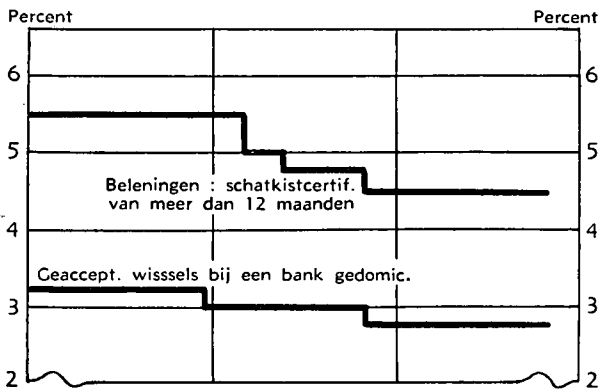 Percent Percent
6 6
5 5
Beleningen : schatkistcertif.
van meer dan 12 maanden
4 4
Geaccept. wisssels bij een bank gedomic.
3 3
2 2